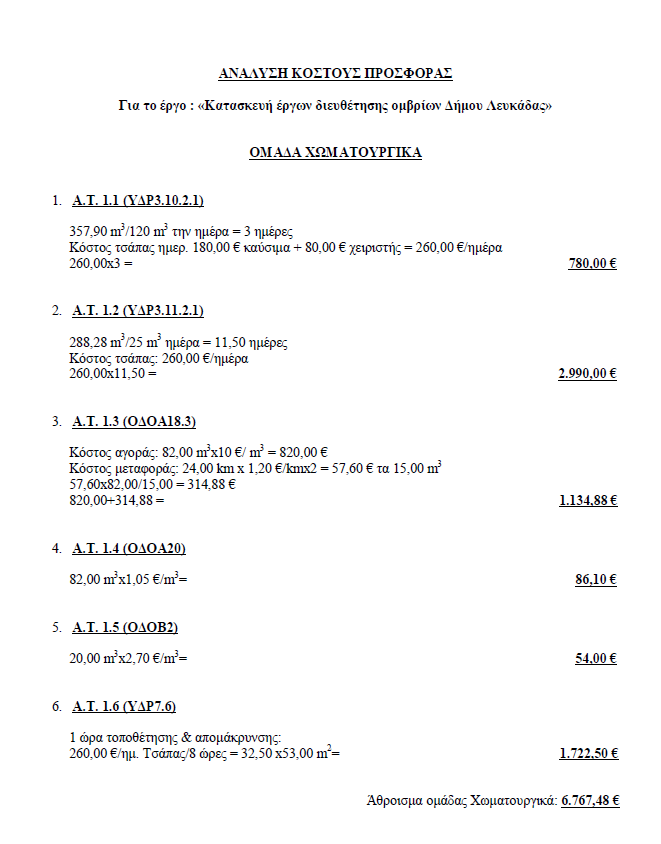 ΑΝΑΛΥΣΗ ΚΟΣΤΟΥΣ ΠΡΟΣΦΟΡΑΣ
Για το έργο : «Κατασκευή έργων διευθέτησης ομβρίων Δήμου Λευκάδας»
ΟΜΑΔΑ ΧΩΜΑΤΟΥΡΓΙΚΑ
1. Α.Τ. 1.1 (ΥΔΡ3.10.2.1)
357,90 m³/120 m³ την ημέρα = 3 ημέρες
Κόστος τσάπας ημερ. 180,00 € καύσιμα + 80,00 € χειριστής = 260,00 €/ημέρα
260,00x3 = 780,00 €
2. Α.Τ. 1.2 (ΥΔΡ3.11.2.1)
288,28 m³/25 m³ ημέρα = 11,50 ημέρες
Κόστος τσάπας: 260,00 €/ημέρα
260,00x11,50 = 2.990,00 €
3. Α.Τ. 1.3 (ΟΔΟΑ18.3)
Κόστος αγοράς: 82,00 m³x10 €/ m³ = 820,00 €
Κόστος μεταφοράς: 24,00 km x 1,20 €/kmx2 = 57,60 € τα 15,00 m³
57,60x82,00/15,00 = 314,88 €
820,00+314,88 = 1.134,88 €
4. Α.Τ. 1.4 (ΟΔΟΑ20)
82,00 m³x1,05 €/m³= 86,10 €
5. Α.Τ. 1.5 (ΟΔΟΒ2)
20,00 m³x2,70 €/m³= 54,00 €
6. Α.Τ. 1.6 (ΥΔΡ7.6)
1 ώρα τοποθέτησης & απομάκρυνσης:
260,00 €/ημ. Τσάπας/8 ώρες = 32,50 x53,00 m²= 1.722,50 €
Άθροισμα ομάδας Χωματουργικά: 6.767,48 €